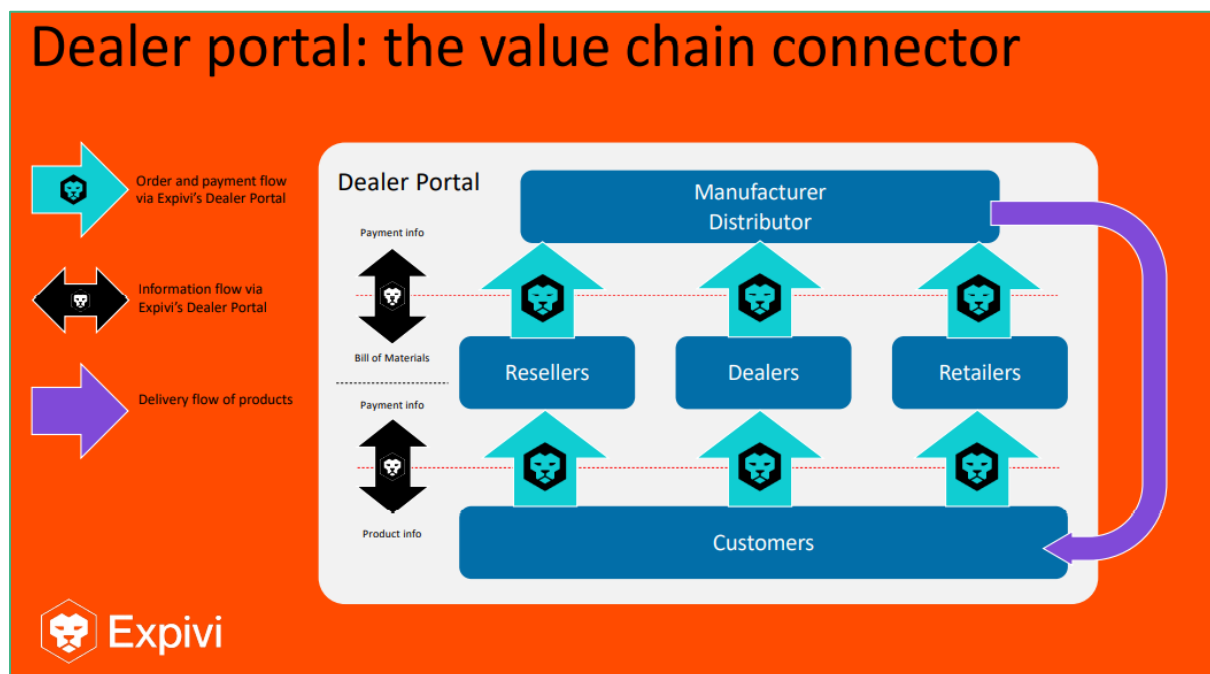 Dealer portal: the value chain connector
Order and payment flow
via Expivi's Dealer Portal
Information flow via
Expivi's Dealer Portal
Delivery flow of products
Dealer Portal
Manufacturer
Distributor
Payment info
Bill of Materials
Resellers
Dealers
Retailers
Payment info
Product info
Customers
Expivi